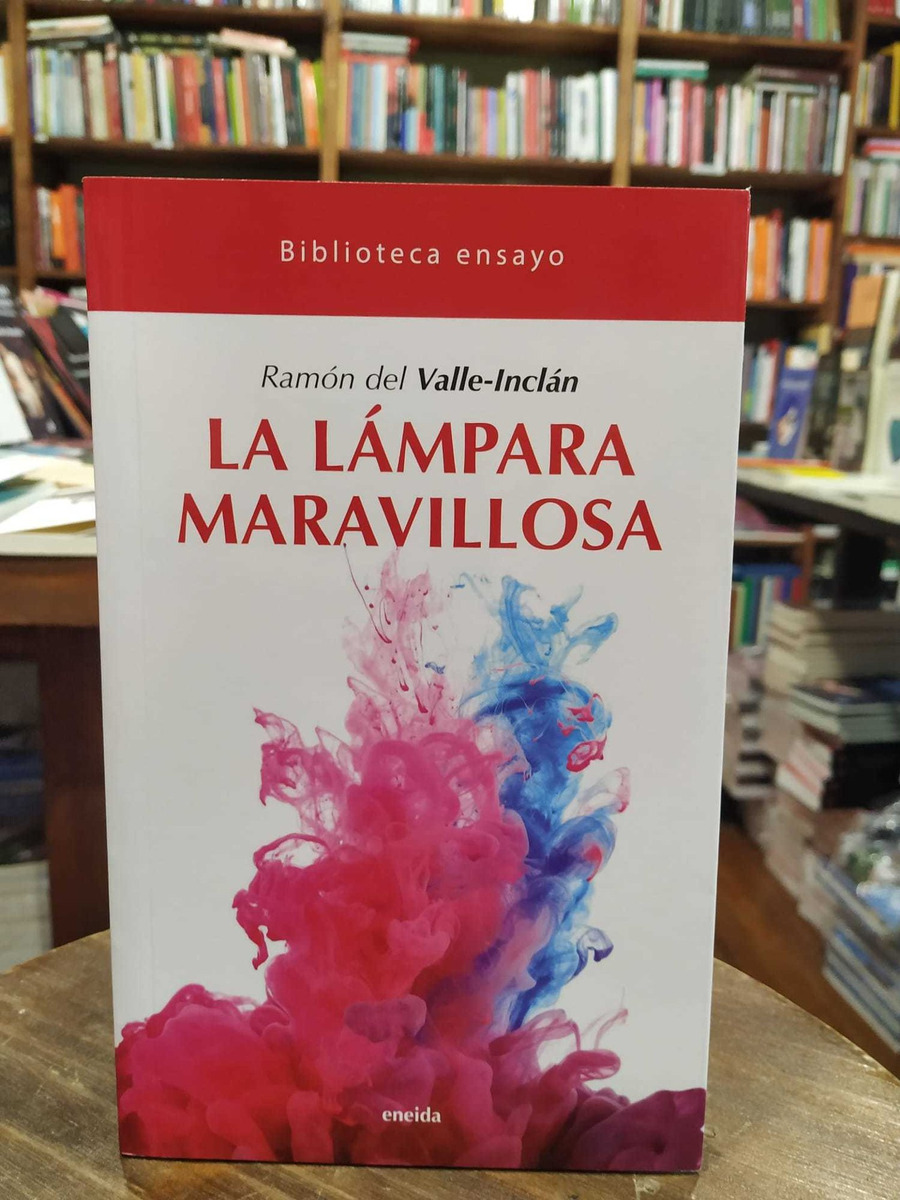 Biblioteca ensayo
Ramón del Valle-Inclán
LA LÁMPARA
MARAVILLOSA
eneida